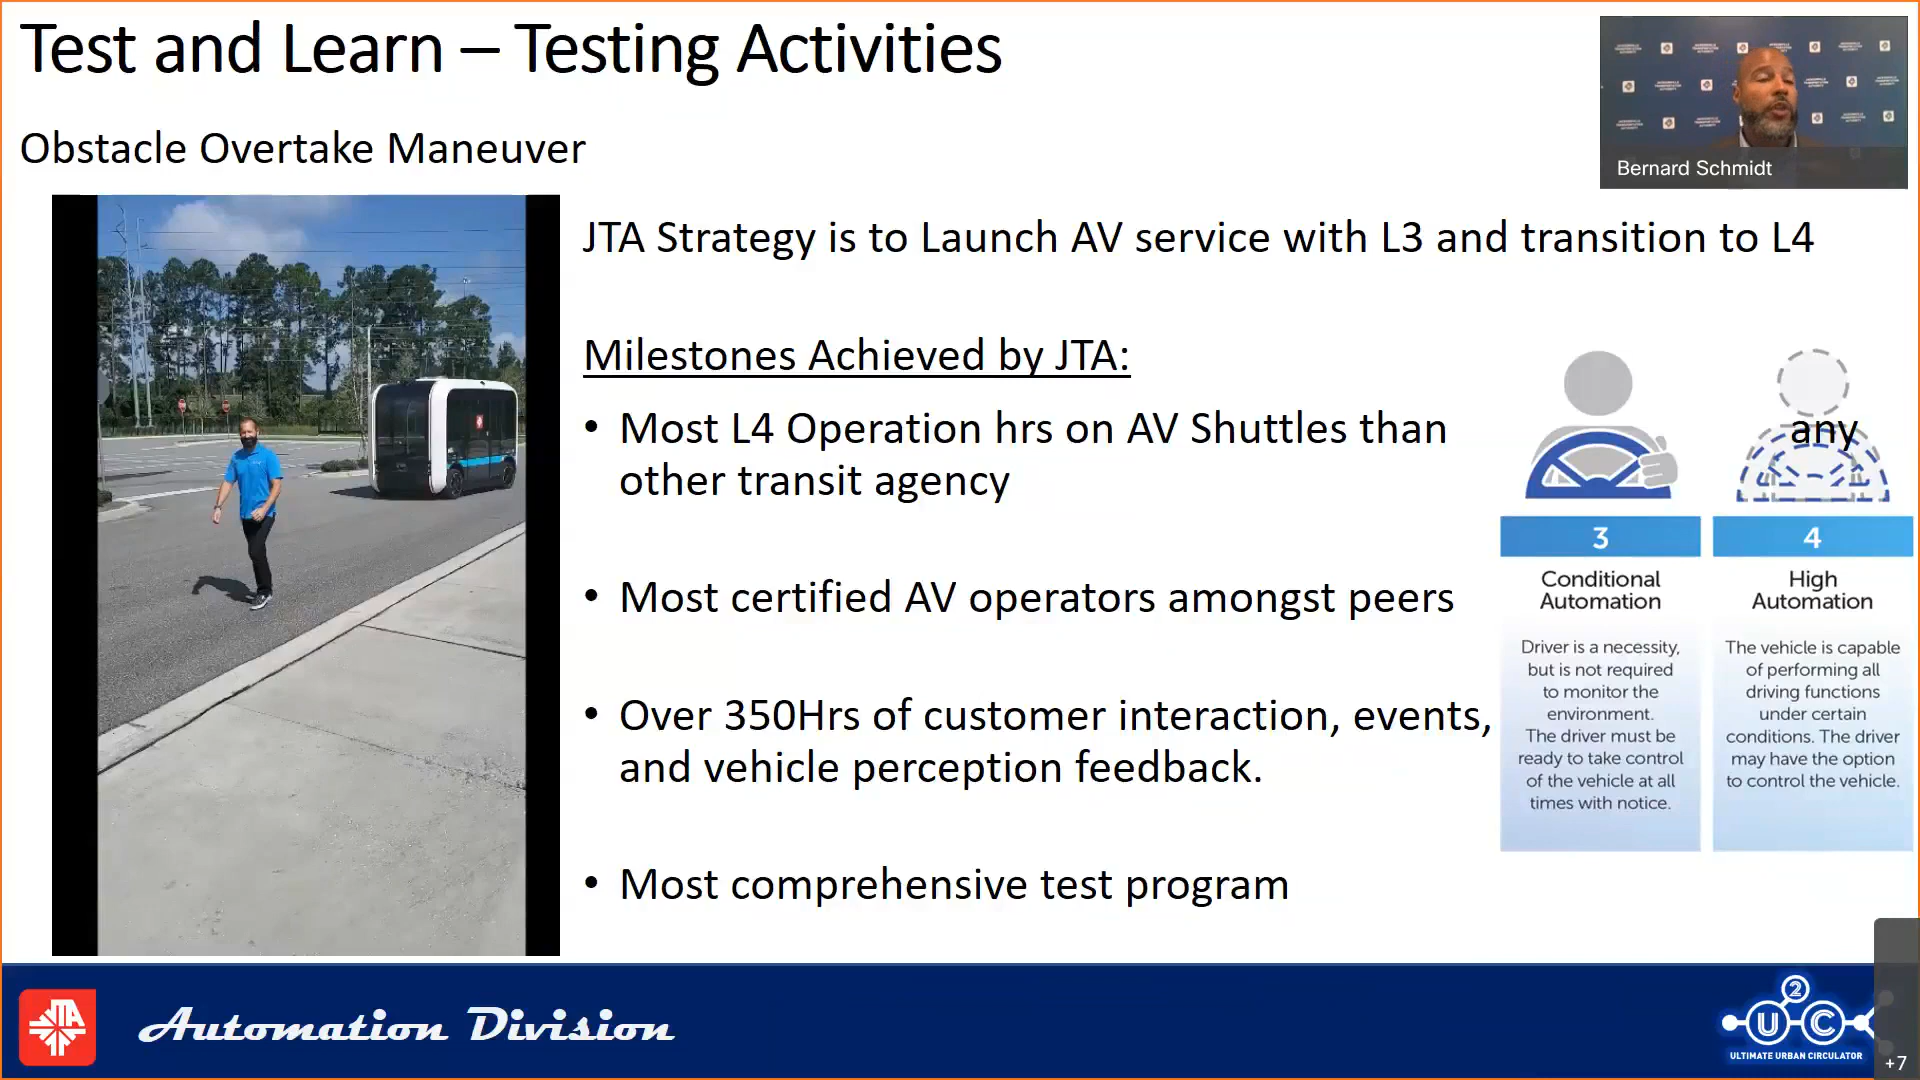 Test and Learn – Testing Activities
Obstacle Overtake Maneuver
Bernard Schmidt
JTA Strategy is to Launch AV service with L3 and transition to L4
Milestones Achieved by JTA:
• Most L4 Operation hrs on AV Shuttles than any
other transit agency
• Most certified AV operators amongst peers
• Over 350Hrs of customer interaction, events,
and vehicle perception feedback.
• Most comprehensive test program
3
Conditional
Automation
Driver is a necessity,
but is not required
to monitor the
environment.
The driver must be
ready to take control
of the vehicle at all
times with notice.
4
High
Automation
The vehicle is capable
of performing all
driving functions
under certain
conditions. The driver
may have the option
to control the vehicle.
JTA
Automation Division
2
U C
ULTIMATE URBAN CIRCULATOR
+7